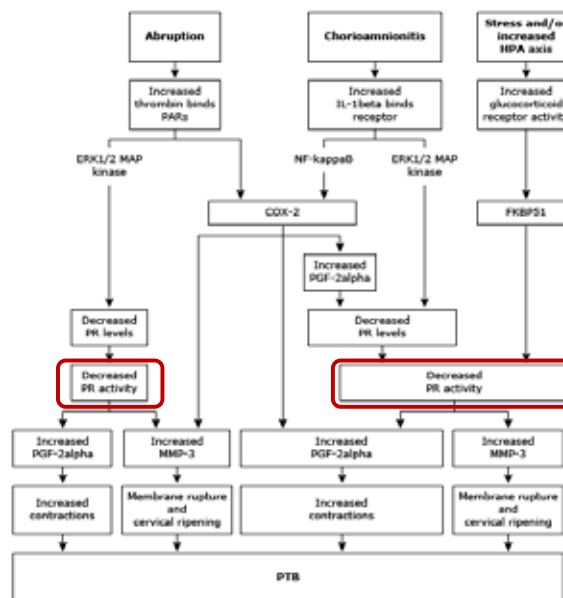 Abruption
Chorioamnionitis
Stress and/or
increased
HPA axis
Increased
thrombin binds
PARs
Increased
IL-1beta binds
receptor
Increased
glucocorticoid
receptor activity
ERK1/2 MAP
kinase
NF-kappaB
ERK1/2 MAP
kinase
COX-2
FKBP51
Increased
PGF-2alpha
Decreased
PR levels
Decreased
PR levels
Decreased
PR activity
Decreased
PR activity
Increased
PGF-2alpha
Increased
MMP-3
Increased
PGF-2alpha
Increased
MMP-3
Increased
contractions
Membrane rupture
and
cervical ripening
Increased
contractions
Membrane rupture
and
cervical ripening
PTB